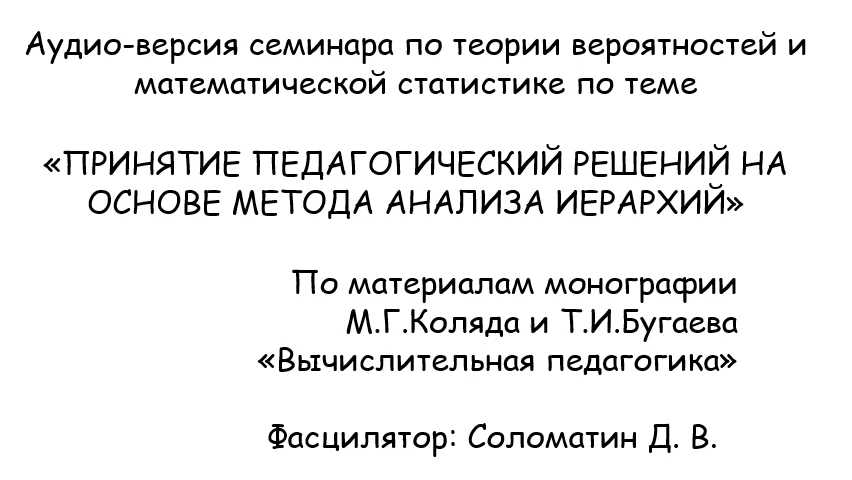 Аудио-версия семинара по теории вероятностей и
математической статистике по теме
«ПРИНЯТИЕ ПЕДАГОГИЧЕСКИЙ РЕШЕНИЙ НА
ОСНОВЕ МЕТОДА АНАЛИЗА ИЕРАРХИЙ»
По материалам монографии
М.Г.Коляда и Т.И.Бугаева
«Вычислительная педагогика»
Фасцилятор: Соломатин Д. В.